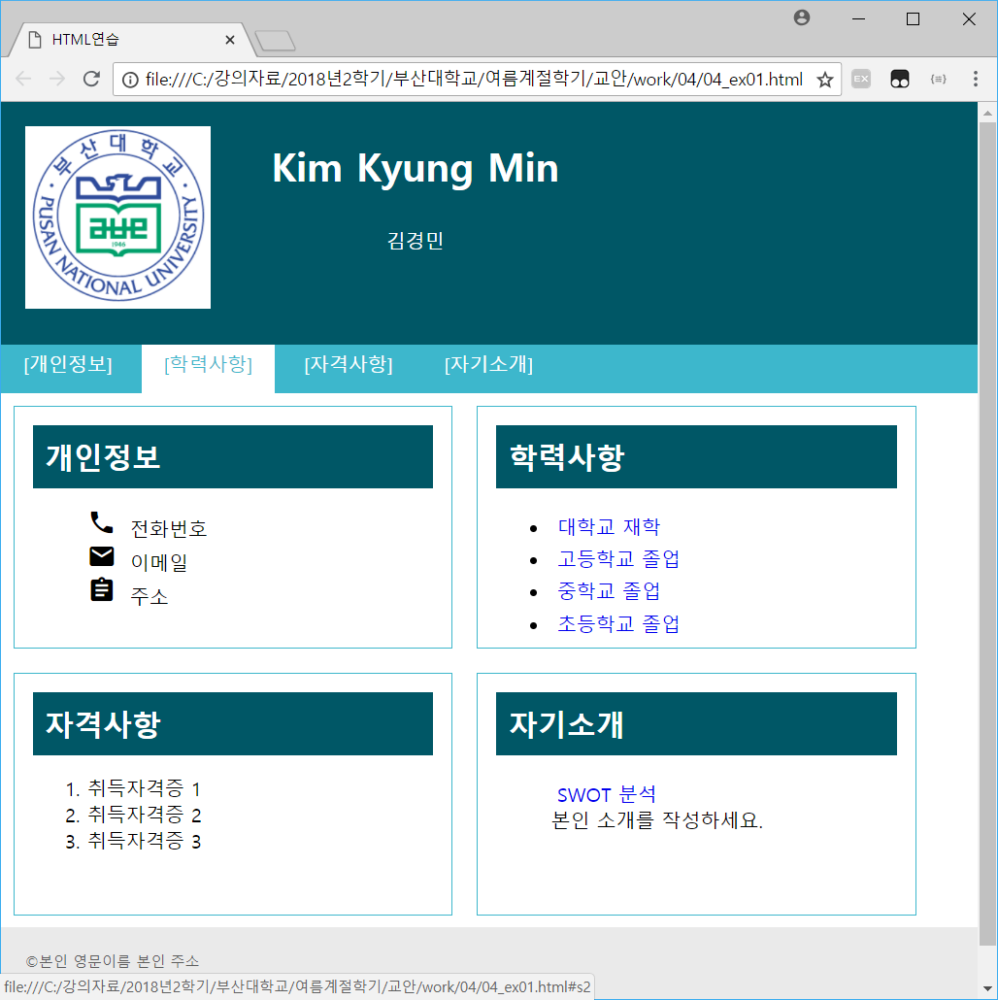 HTML연습
file:///C:/강의자료/2018년2학기/부산대학교/여름계절학기/교안/work/04/04_ex01.html
EX
{≡}
부산대학교
PUSAN NATIONAL UNIVERSITY
1946
Kim Kyung Min
김경민
[개인정보] [학력사항] [자격사항] [자기소개]
개인정보
전화번호
이메일
주소
학력사항
대학교 재학
고등학교 졸업
중학교 졸업
초등학교 졸업
자격사항
1. 취득자격증 1
2. 취득자격증 2
3. 취득자격증 3
자기소개
SWOT 분석
본인 소개를 작성하세요.
©본인 영문이름 본인 주소
file:///C:/강의자료/2018년2학기/부산대학교/여름계절학기/교안/work/04/04_ex01.html#s2